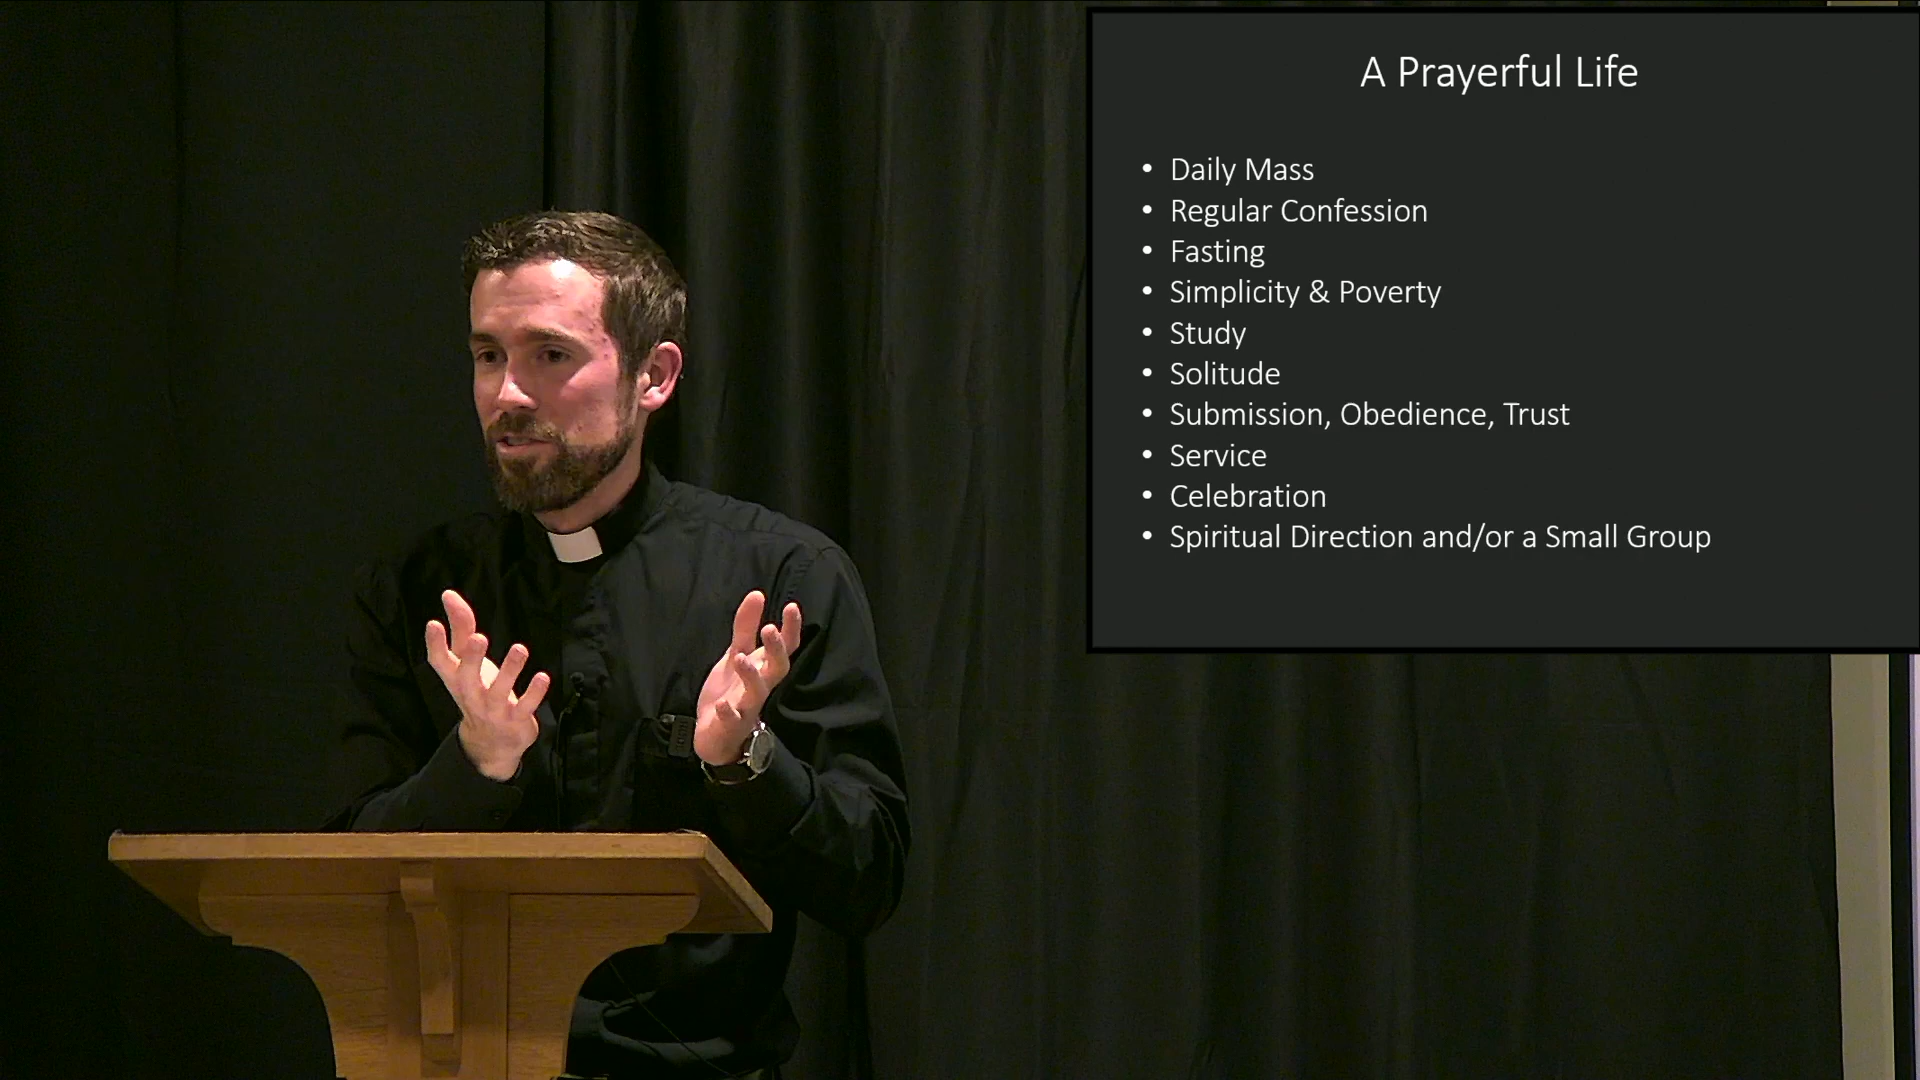 A Prayerful Life
• Daily Mass
• Regular Confession
• Fasting
• Simplicity & Poverty
• Study
• Solitude
• Submission, Obedience, Trust
• Service
• Celebration
• Spiritual Direction and/or a Small Group